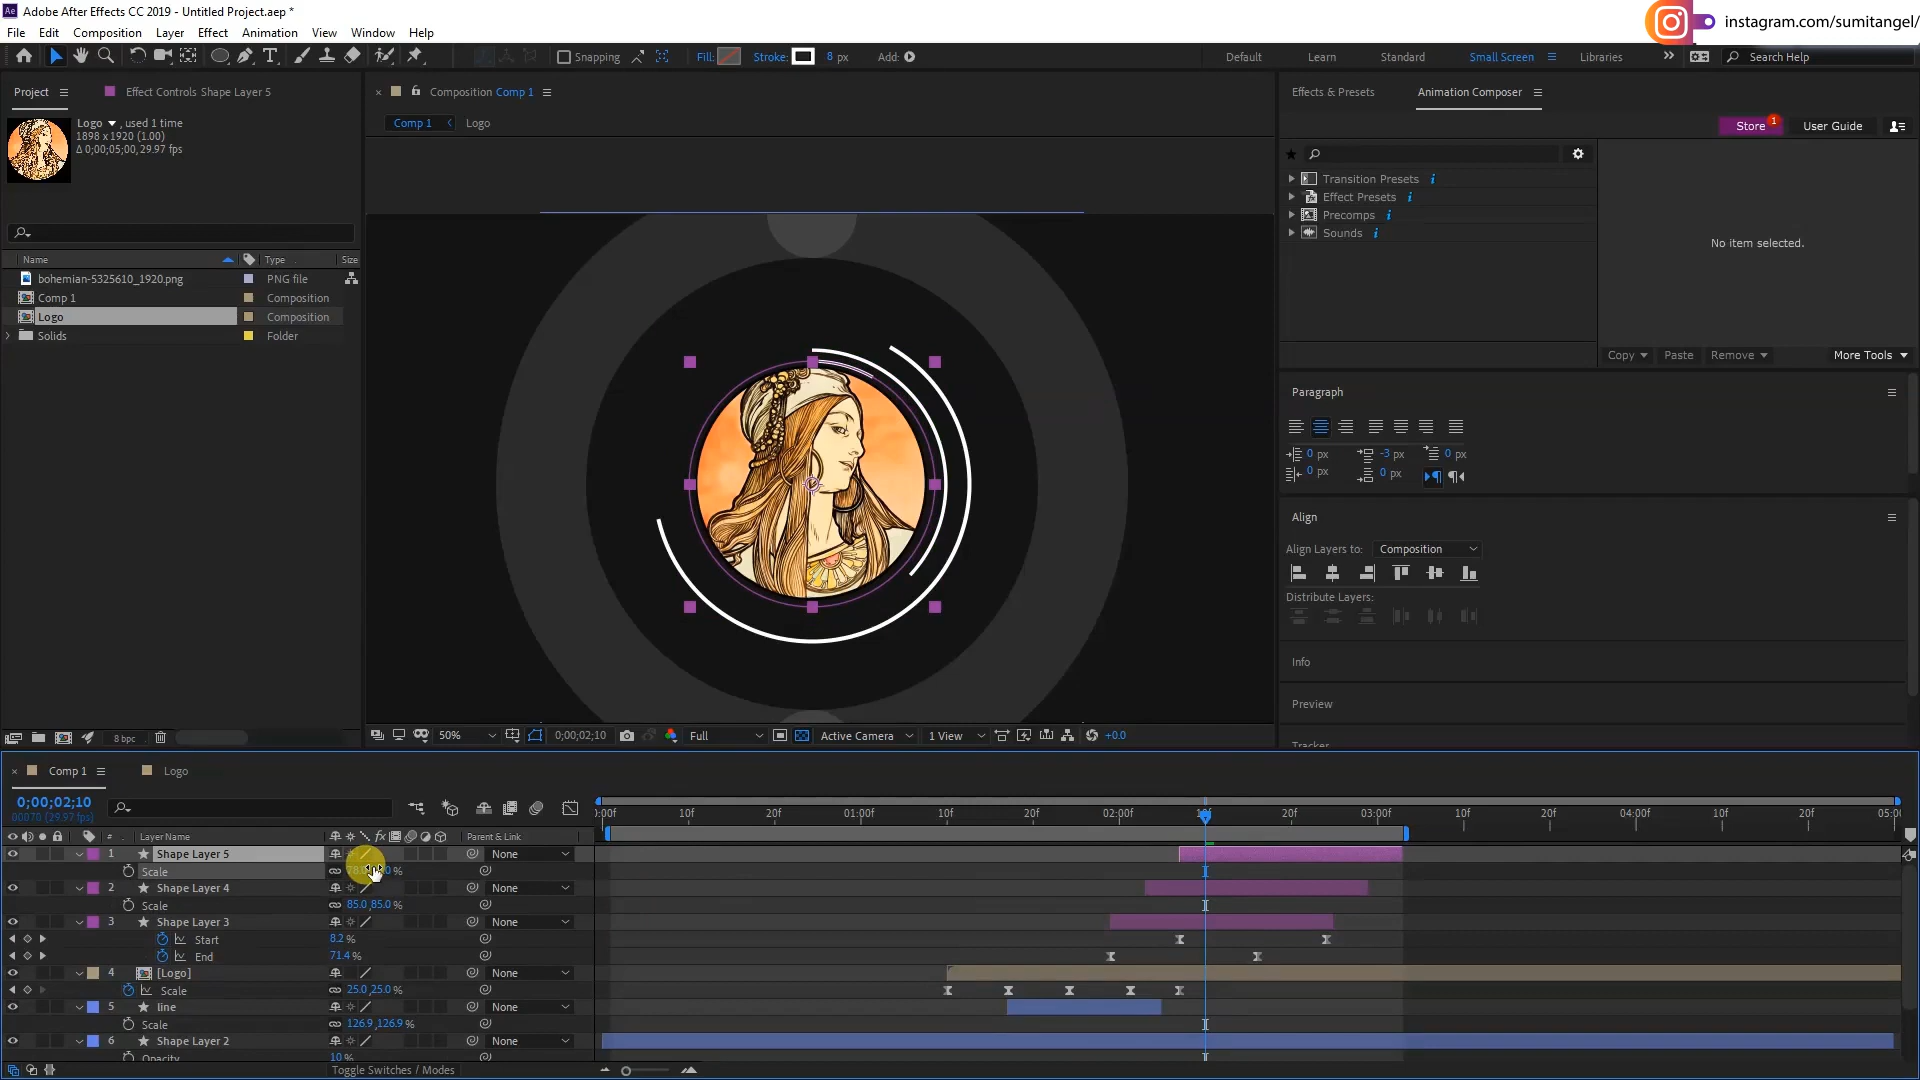 Ae Adobe After Effects CC 2019 - Untitled Project.aep *
instagram.com/sumitangel/
File Edit Composition Layer Effect Animation View Window Help
Snapping Fill: Stroke: 8 px Add: Default Learn Standard Small Screen Libraries Search Help
Project Effect Controls Shape Layer 5
Composition Comp 1
Effects & Presets Animation Composer
Logo , used 1 time
1898 x 1920 (1.00)
Δ 0;00;05;00, 29.97 fps
Comp 1 Logo
Store 1 User Guide
Transition Presets i
Effect Presets i
Precomps i
Sounds i
No item selected.
Name Type Size
bohemian-5325610_1920.png PNG file
Comp 1 Composition
Logo Composition
Solids Folder
Copy Paste Remove More Tools
Paragraph
0 px -3 px 0 px
0 px 0 px
Align
Align Layers to: Composition
Distribute Layers:
Info
Preview
Tracker
8 bpc
50% 0;00;02;10 Full Active Camera 1 View +0.0
Comp 1 Logo
0;00;02;10
00070 (29.97 fps)
:00f 10f 20f 01:00f 10f 20f 02:00f 20f 03:00f 10f 20f 04:00f 10f 20f 05:00
# Layer Name fx Parent & Link
1 Shape Layer 5 None
Scale %
2 Shape Layer 4 None
Scale 85.0,85.0 %
3 Shape Layer 3 None
Start 8.2 %
End 71.4 %
4 [Logo] None
Scale 25.0,25.0 %
5 line None
Scale 126.9,126.9 %
6 Shape Layer 2 None
Opacity 10 %
Toggle Switches / Modes